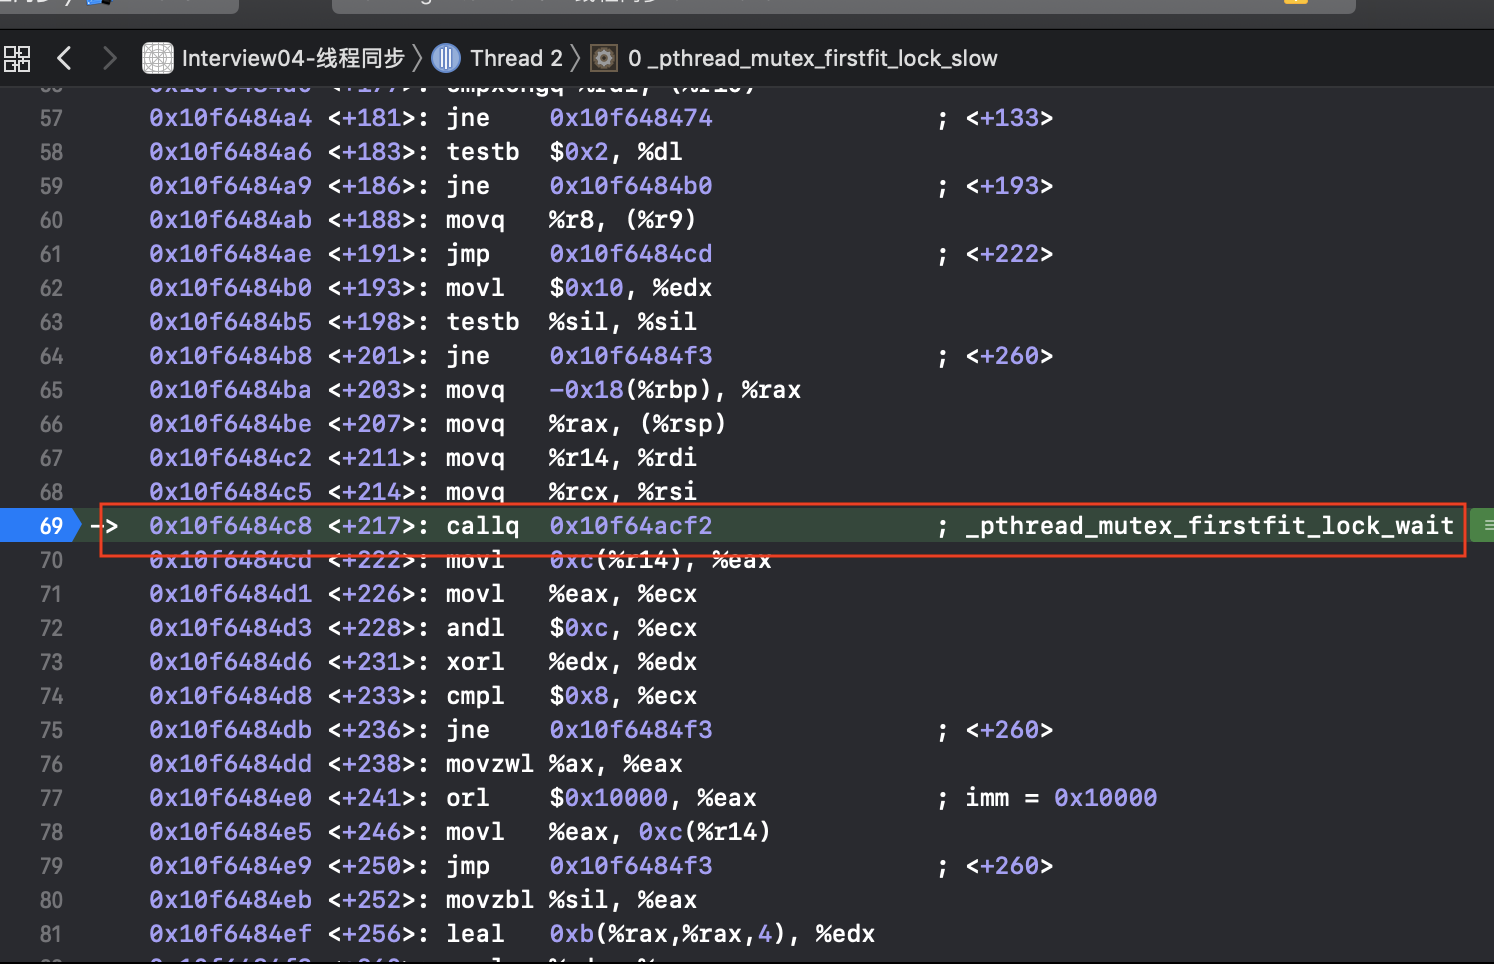 Interview04-线程同步 〉 Thread 2 〉 0 _pthread_mutex_firstfit_lock_slow
57 0x10f6484a4 <+181>: jne 0x10f648474 ; <+133>
58 0x10f6484a6 <+183>: testb $0x2, %dl
59 0x10f6484a9 <+186>: jne 0x10f6484b0 ; <+193>
60 0x10f6484ab <+188>: movq %r8, (%r9)
61 0x10f6484ae <+191>: jmp 0x10f6484cd ; <+222>
62 0x10f6484b0 <+193>: movl $0x10, %edx
63 0x10f6484b5 <+198>: testb %sil, %sil
64 0x10f6484b8 <+201>: jne 0x10f6484f3 ; <+260>
65 0x10f6484ba <+203>: movq -0x18(%rbp), %rax
66 0x10f6484be <+207>: movq %rax, (%rsp)
67 0x10f6484c2 <+211>: movq %r14, %rdi
68 0x10f6484c5 <+214>: movq %rcx, %rsi
69 -> 0x10f6484c8 <+217>: callq 0x10f64acf2 ; _pthread_mutex_firstfit_lock_wait
70 0x10f6484cd <+222>: movl 0xc(%r14), %eax
71 0x10f6484d1 <+226>: movl %eax, %ecx
72 0x10f6484d3 <+228>: andl $0xc, %ecx
73 0x10f6484d6 <+231>: xorl %edx, %edx
74 0x10f6484d8 <+233>: cmpl $0x8, %ecx
75 0x10f6484db <+236>: jne 0x10f6484f3 ; <+260>
76 0x10f6484dd <+238>: movzwl %ax, %eax
77 0x10f6484e0 <+241>: orl $0x10000, %eax ; imm = 0x10000
78 0x10f6484e5 <+246>: movl %eax, 0xc(%r14)
79 0x10f6484e9 <+250>: jmp 0x10f6484f3 ; <+260>
80 0x10f6484eb <+252>: movzbl %sil, %eax
81 0x10f6484ef <+256>: leal 0xb(%rax,%rax,4), %edx